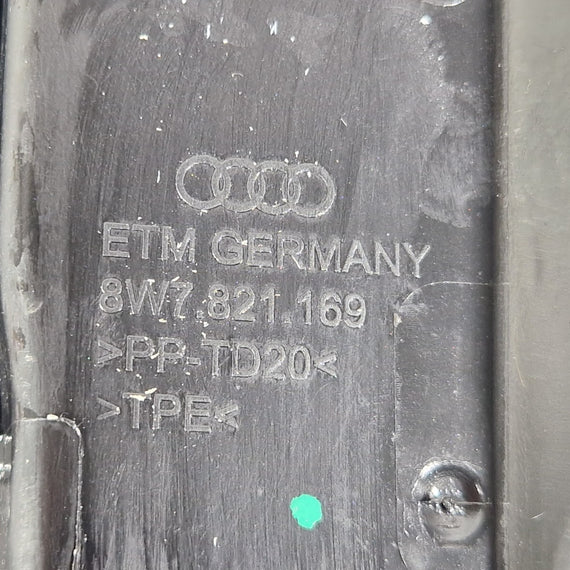 ETM GERMANY
8W7.821.169
>PP-TD20<
>TPE<